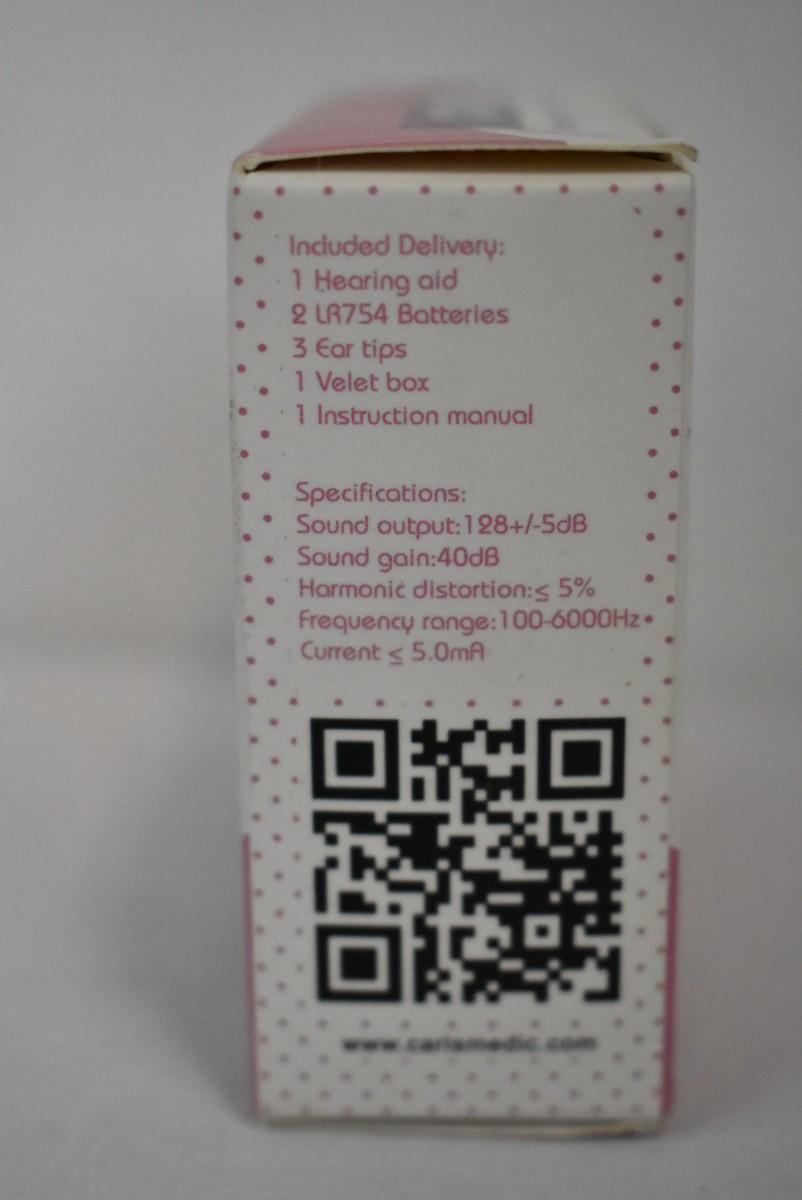 Included Delivery:
1 Hearing aid
2 LR754 Batteries
3 Ear tips
1 Velet box
1 Instruction manual
Specifications:
Sound output:128+/-5dB
Sound gain:40dB
Harmonic distortion:≤ 5%
Frequency range:100-6000Hz
Current ≤ 5.0mA
www.carismedic.com